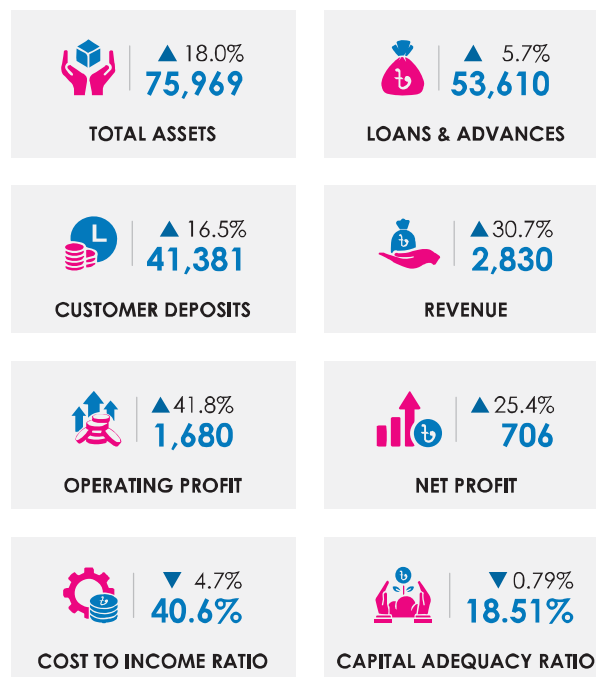 ▲ 18.0%
75,969
TOTAL ASSETS
▲ 5.7%
53,610
LOANS & ADVANCES
▲ 16.5%
41,381
CUSTOMER DEPOSITS
▲ 30.7%
2,830
REVENUE
▲ 41.8%
1,680
OPERATING PROFIT
▲ 25.4%
706
NET PROFIT
▼ 4.7%
40.6%
COST TO INCOME RATIO
▼ 0.79%
18.51%
CAPITAL ADEQUACY RATIO